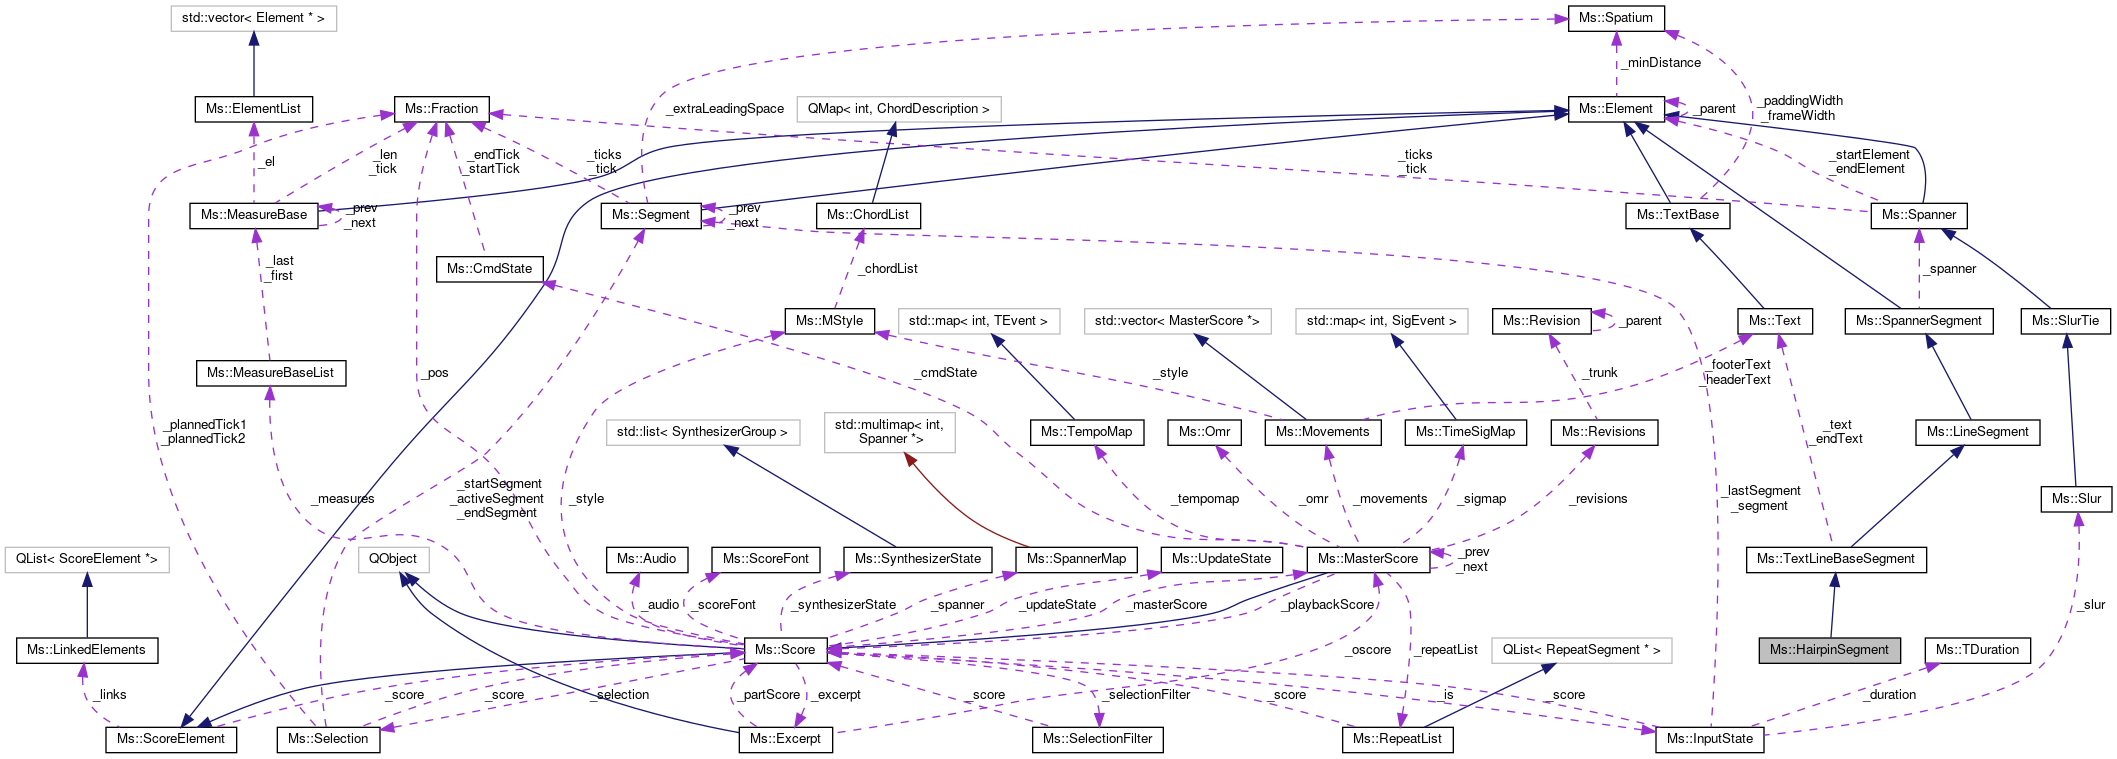 std::vector< Element * >
Ms::Spatium
_minDistance
Ms::ElementList
Ms::Fraction
_extraLeadingSpace
QMap< int, ChordDescription >
Ms::Element
_parent
_paddingWidth
_frameWidth
_el
_len
_tick
_endTick
_startTick
_ticks
_tick
_ticks
_tick
_startElement
_endElement
Ms::MeasureBase
_prev
_next
Ms::Segment
_prev
_next
Ms::ChordList
Ms::TextBase
Ms::Spanner
_last
_first
Ms::CmdState
_chordList
_spanner
Ms::MStyle
std::map< int, TEvent >
std::vector< MasterScore *>
std::map< int, SigEvent >
Ms::Revision
_parent
Ms::Text
Ms::SpannerSegment
Ms::SlurTie
Ms::MeasureBaseList
_pos
_cmdState
_style
_trunk
_footerText
_headerText
_plannedTick1
_plannedTick2
std::list< SynthesizerGroup >
std::multimap< int,
Spanner *>
Ms::TempoMap
Ms::Omr
Ms::Movements
Ms::TimeSigMap
Ms::Revisions
_text
_endText
Ms::LineSegment
_measures
_startSegment
_activeSegment
_endSegment
_style
_tempomap
_omr
_movements
_sigmap
_revisions
_lastSegment
_segment
Ms::Slur
QList< ScoreElement *>
QObject
Ms::Audio
Ms::ScoreFont
Ms::SynthesizerState
Ms::SpannerMap
Ms::UpdateState
Ms::MasterScore
_prev
_next
Ms::TextLineBaseSegment
_audio
_scoreFont
_synthesizerState
_spanner
_updateState
_masterScore
_playbackScore
_slur
Ms::LinkedElements
Ms::Score
_oscore
_repeatList
QList< RepeatSegment * >
Ms::HairpinSegment
Ms::TDuration
_links
_score
_score
_selection
_partScore
_excerpt
_score
_selectionFilter
_score
_is
_score
_duration
Ms::ScoreElement
Ms::Selection
Ms::Excerpt
Ms::SelectionFilter
Ms::RepeatList
Ms::InputState